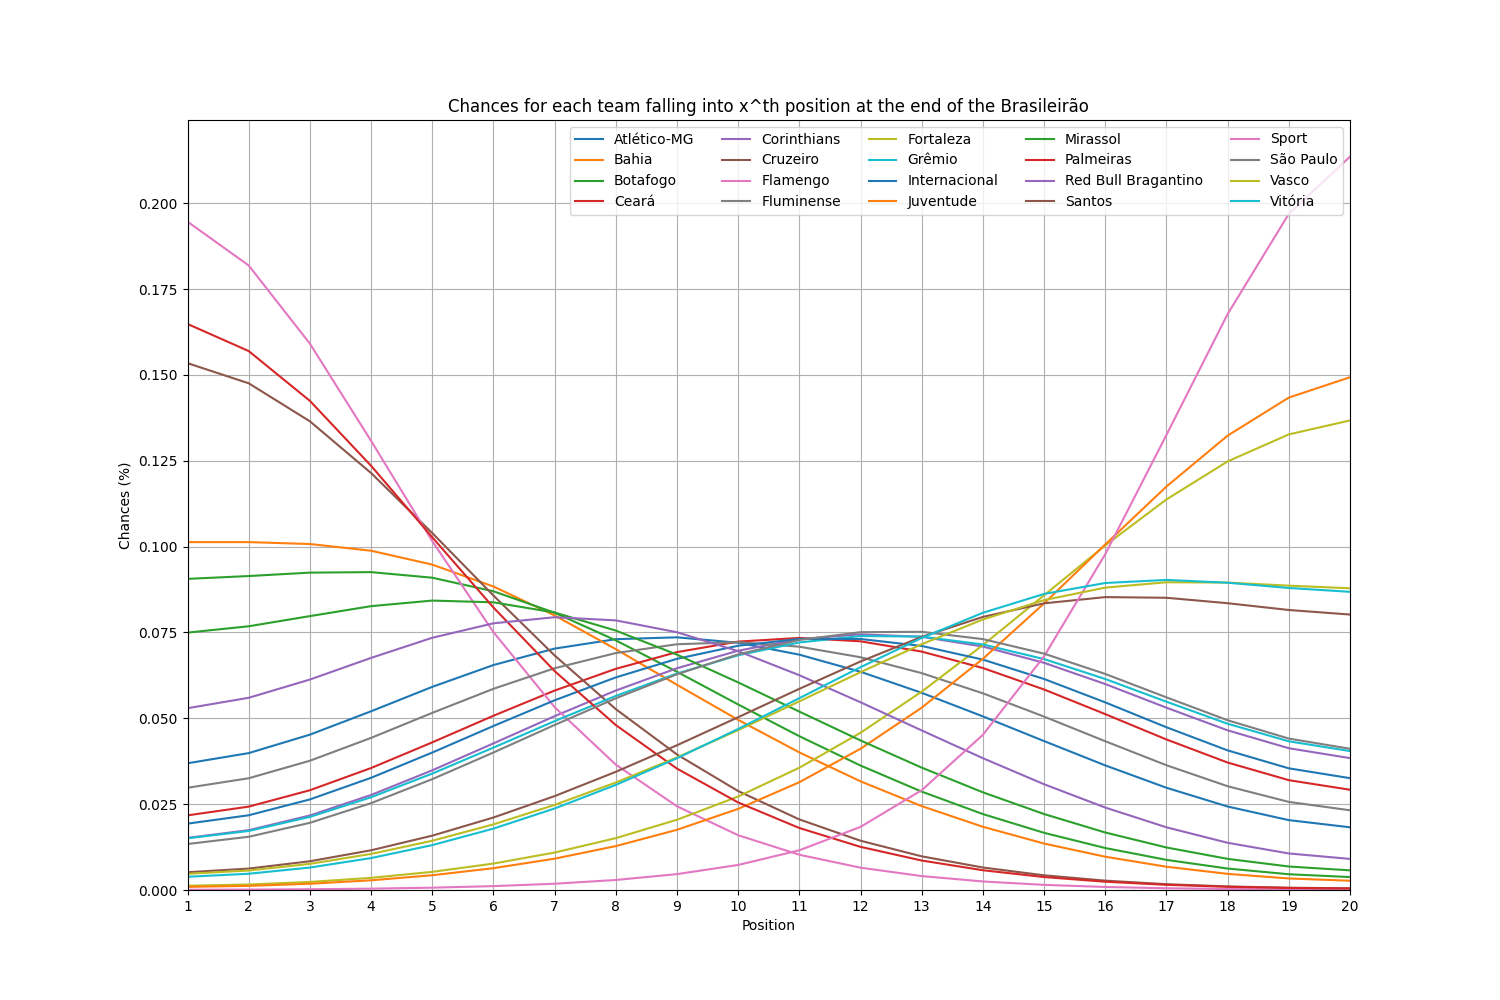 Chances for each team falling into x^th position at the end of the Brasileirão
Atlético-MG
Bahia
Botafogo
Ceará
Corinthians
Cruzeiro
Flamengo
Fluminense
Fortaleza
Grêmio
Internacional
Juventude
Mirassol
Palmeiras
Red Bull Bragantino
Santos
Sport
São Paulo
Vasco
Vitória
Chances (%)
0.200
0.175
0.150
0.125
0.100
0.075
0.050
0.025
0.000
1 2 3 4 5 6 7 8 9 10 11 12 13 14 15 16 17 18 19 20
Position